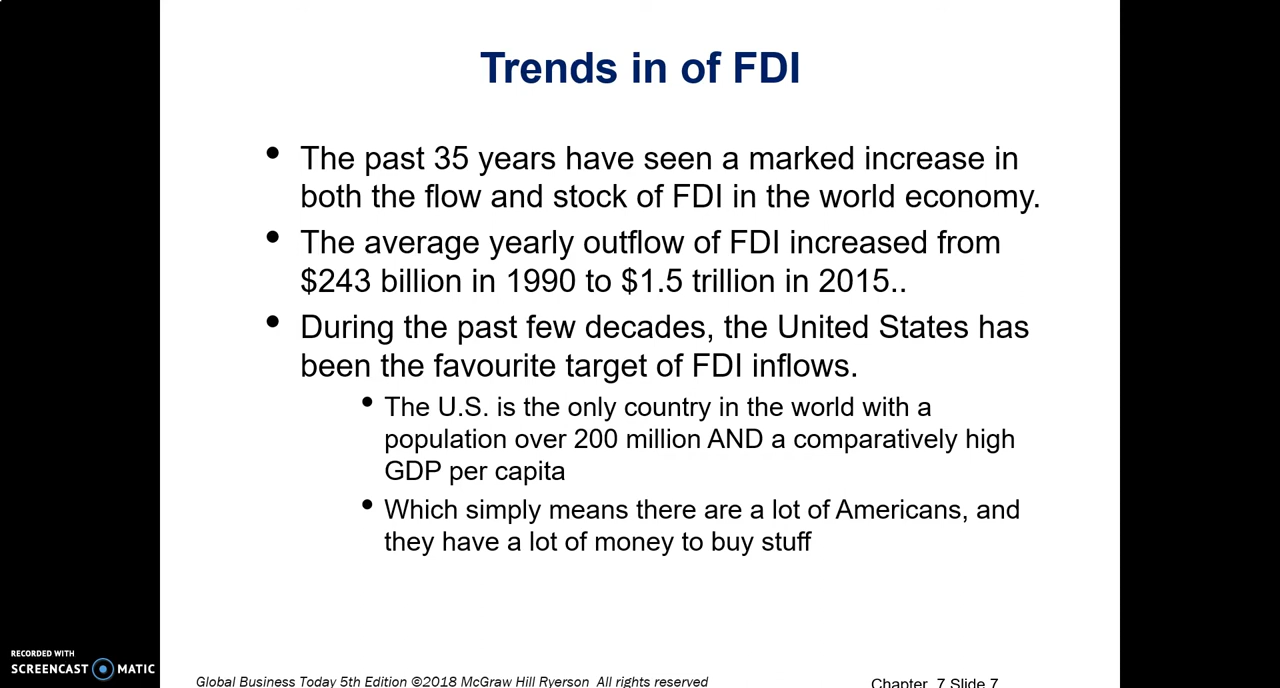 Trends in of FDI
• The past 35 years have seen a marked increase in
both the flow and stock of FDI in the world economy.
• The average yearly outflow of FDI increased from
$243 billion in 1990 to $1.5 trillion in 2015..
• During the past few decades, the United States has
been the favourite target of FDI inflows.
• The U.S. is the only country in the world with a
population over 200 million AND a comparatively high
GDP per capita
• Which simply means there are a lot of Americans, and
they have a lot of money to buy stuff
RECORDED WITH
SCREENCAST MATIC
Global Business Today 5th Edition ©2018 McGraw Hill Ryerson All rights reserved
Chapter 7 Slide 7